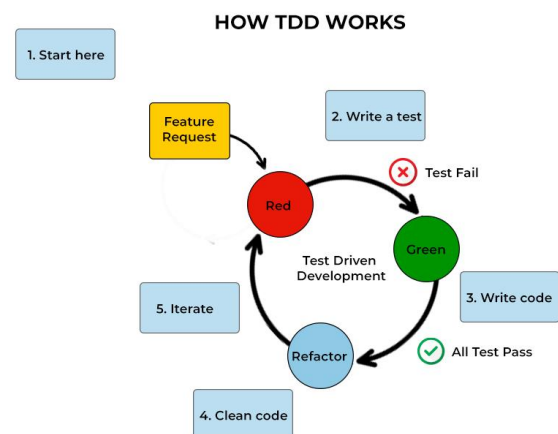 HOW TDD WORKS
1. Start here
Feature
Request
2. Write a test
Test Fail
Red
Green
Test Driven
Development
3. Write code
5. Iterate
Refactor
All Test Pass
4. Clean code